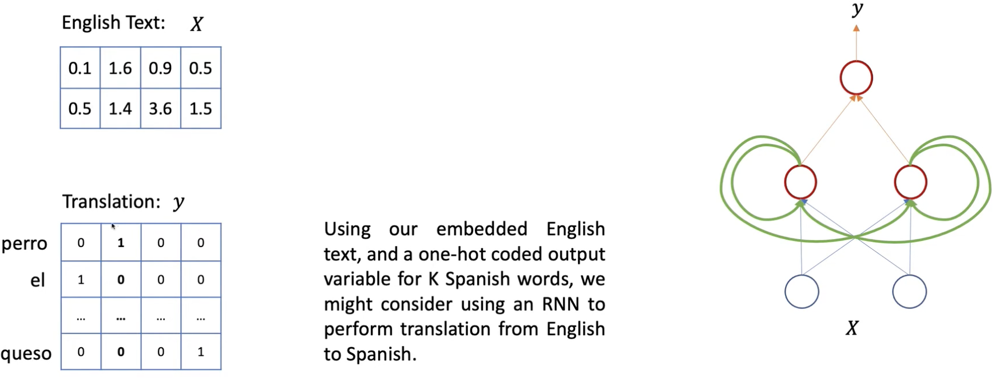 English Text: X
0.1 1.6 0.9 0.5
0.5 1.4 3.6 1.5
Translation: y
perro 0 1 0 0
el 1 0 0 0
... ... ... ...
queso 0 0 0 1
Using our embedded English
text, and a one-hot coded output
variable for K Spanish words, we
might consider using an RNN to
perform translation from English
to Spanish.
y
X